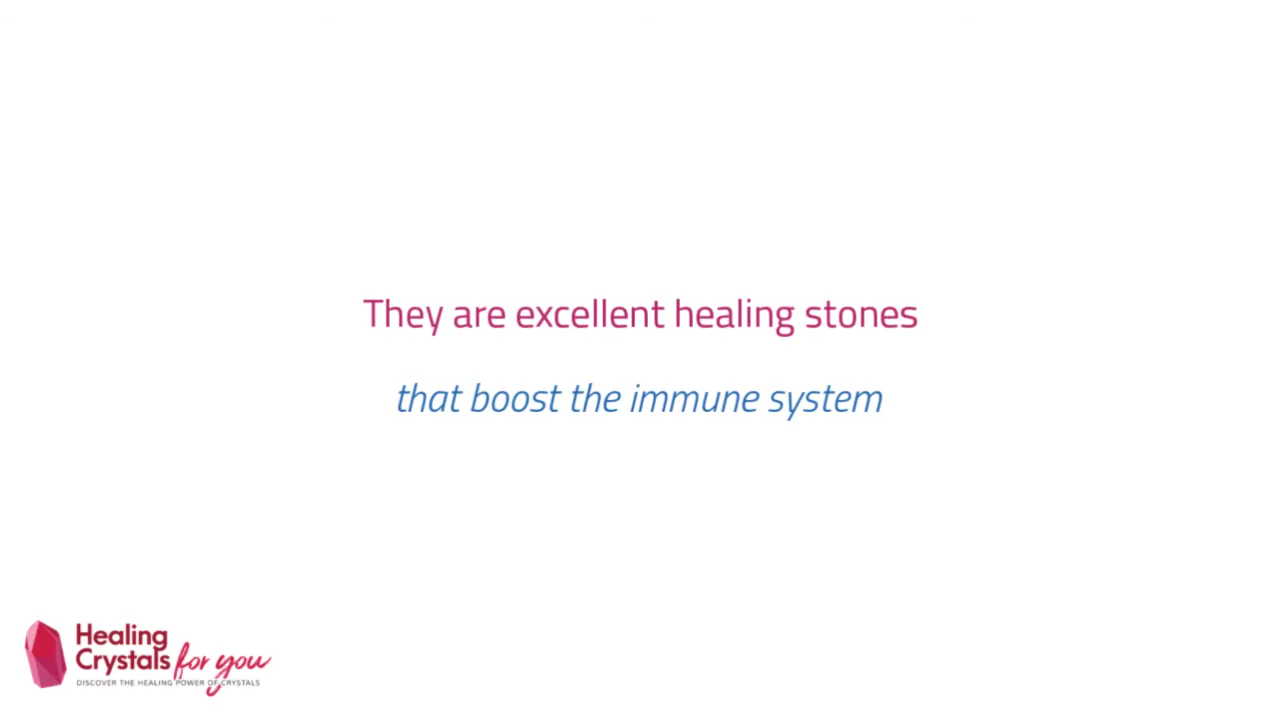 They are excellent healing stones
that boost the immune system
Healing
Crystals for you
DISCOVER THE HEALING POWER OF CRYSTALS